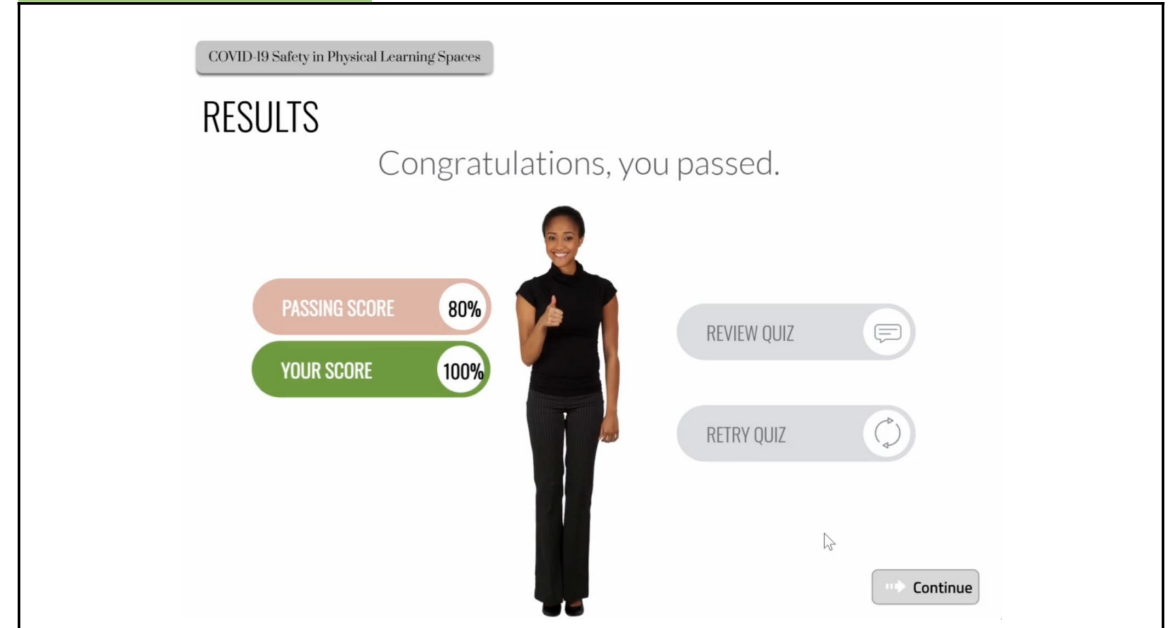 COVID-19 Safety in Physical Learning Spaces
RESULTS
Congratulations, you passed.
PASSING SCORE 80%
YOUR SCORE 100%
REVIEW QUIZ
RETRY QUIZ
Continue